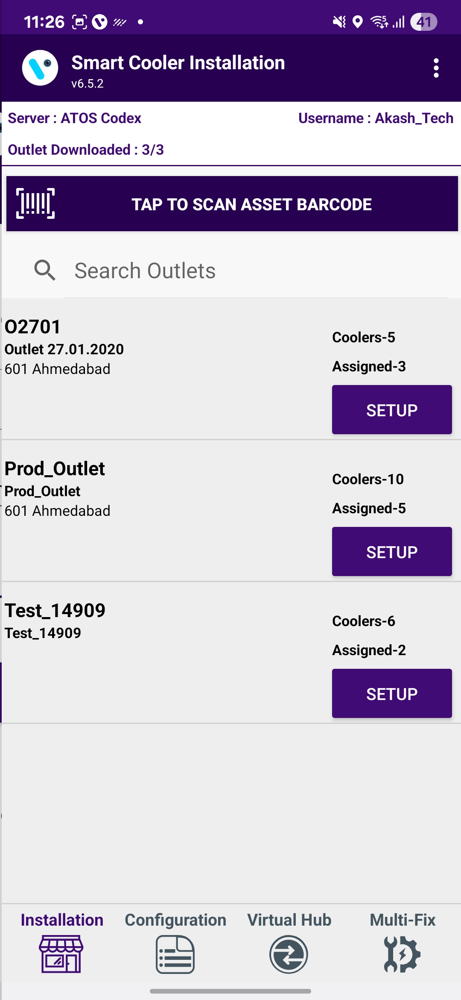 11:26
5
41
Smart Cooler Installation
v6.5.2
Server : ATOS Codex
Username : Akash_Tech
Outlet Downloaded : 3/3
TAP TO SCAN ASSET BARCODE
Search Outlets
O2701
Outlet 27.01.2020
601 Ahmedabad
Coolers-5
Assigned-3
SETUP
Prod_Outlet
Prod_Outlet
601 Ahmedabad
Coolers-10
Assigned-5
SETUP
Test_14909
Test_14909
Coolers-6
Assigned-2
SETUP
Installation
Configuration
Virtual Hub
Multi-Fix